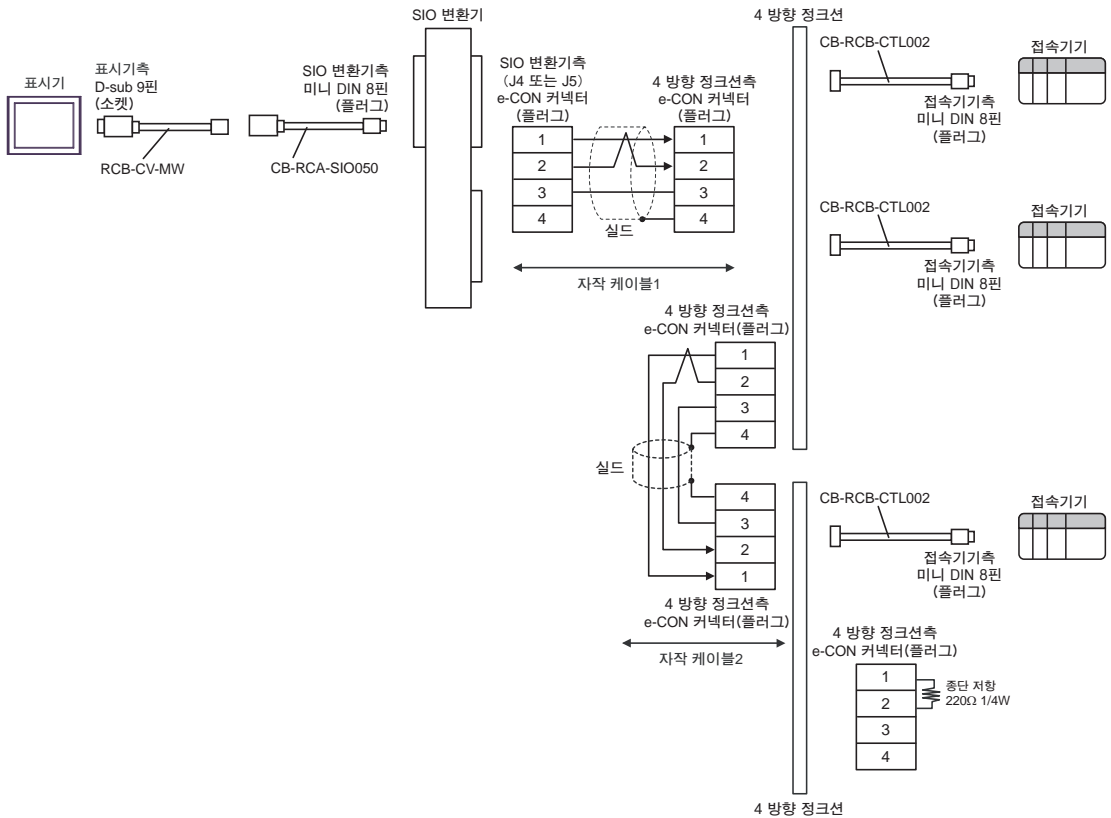 SIO 변환기
4 방향 정크션
표시기
표시기측
D-sub 9핀
(소켓)
RCB-CV-MW
SIO 변환기측
미니 DIN 8핀
(플러그)
CB-RCA-SIO050
SIO 변환기측
(J4 또는 J5)
e-CON 커넥터
(플러그)
1
2
3
4
4 방향 정크션측
e-CON 커넥터
(플러그)
1
2
3
4
실드
자작 케이블1
CB-RCB-CTL002
접속기기측
미니 DIN 8핀
(플러그)
접속기기
CB-RCB-CTL002
접속기기측
미니 DIN 8핀
(플러그)
접속기기
4 방향 정크션측
e-CON 커넥터(플러그)
1
2
3
4
실드
4
3
2
1
4 방향 정크션측
e-CON 커넥터(플러그)
자작 케이블2
CB-RCB-CTL002
접속기기측
미니 DIN 8핀
(플러그)
접속기기
4 방향 정크션측
e-CON 커넥터(플러그)
1
2
3
4
종단 저항
220Ω 1/4W
4 방향 정크션